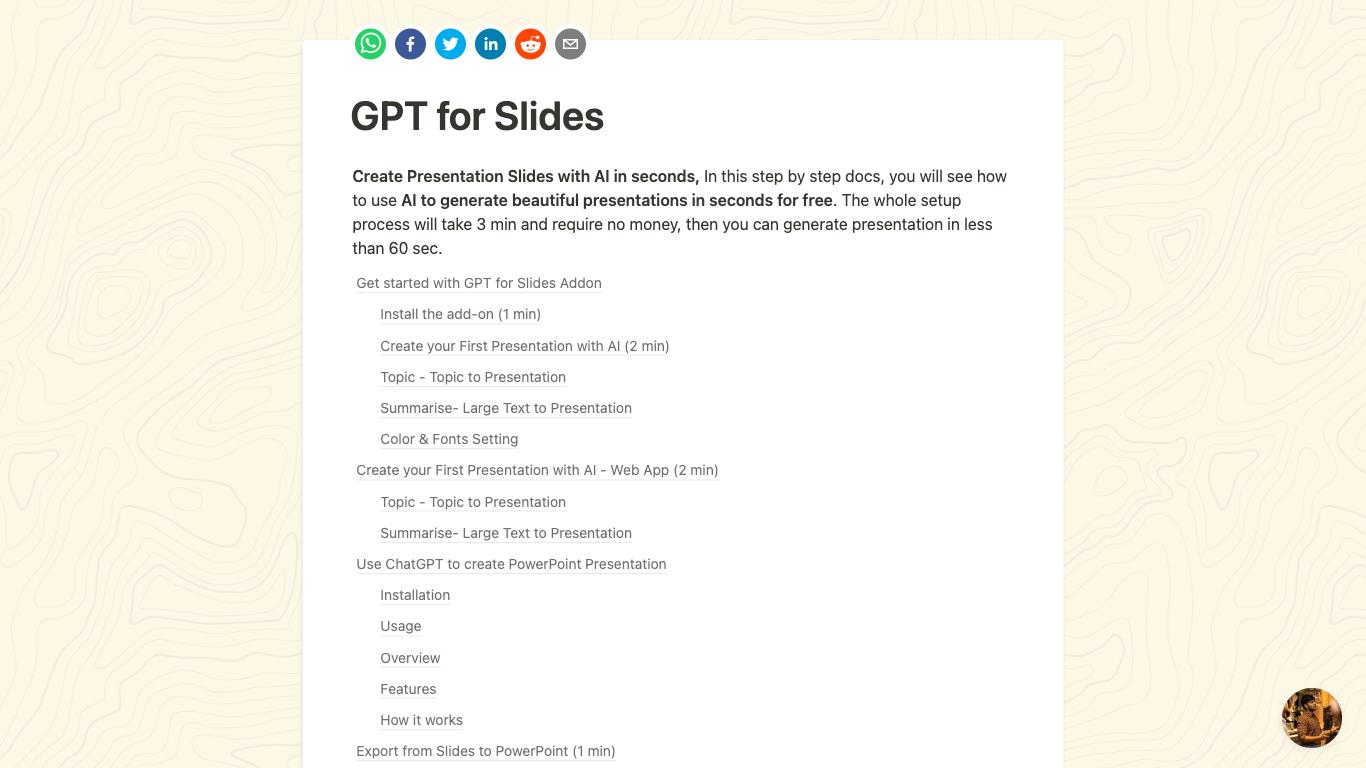 GPT for Slides
Create Presentation Slides with AI in seconds, In this step by step docs, you will see how
to use AI to generate beautiful presentations in seconds for free. The whole setup
process will take 3 min and require no money, then you can generate presentation in less
than 60 sec.
Get started with GPT for Slides Addon
Install the add-on (1 min)
Create your First Presentation with AI (2 min)
Topic - Topic to Presentation
Summarise- Large Text to Presentation
Color & Fonts Setting
Create your First Presentation with AI - Web App (2 min)
Topic - Topic to Presentation
Summarise- Large Text to Presentation
Use ChatGPT to create PowerPoint Presentation
Installation
Usage
Overview
Features
How it works
Export from Slides to PowerPoint (1 min)